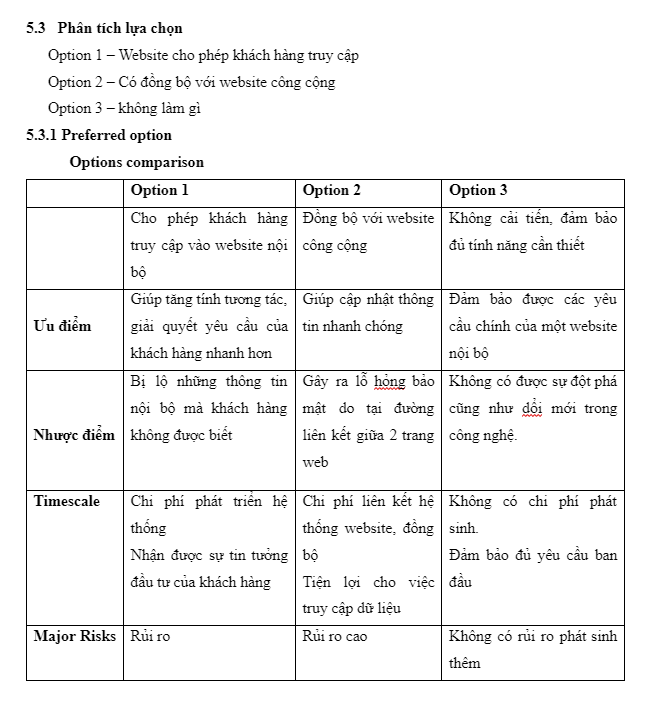 5.3 Phân tích lựa chọn
Option 1 – Website cho phép khách hàng truy cập
Option 2 – Có đồng bộ với website công cộng
Option 3 – không làm gì
5.3.1 Preferred option
Options comparison
Option 1 Option 2 Option 3
Cho phép khách hàng truy cập vào website nội bộ
Đồng bộ với website công cộng
Không cải tiến, đảm bảo đủ tính năng cần thiết
Ưu điểm
Giúp tăng tính tương tác, giải quyết yêu cầu của khách hàng nhanh hơn
Giúp cập nhật thông tin nhanh chóng
Đảm bảo được các yêu cầu chính của một website nội bộ
Nhược điểm
Bị lộ những thông tin nội bộ mà khách hàng không được biết
Gây ra lỗ hỏng bảo mật do tại đường liên kết giữa 2 trang web
Không có được sự đột phá cũng như dổi mới trong công nghệ.
Timescale
Chi phí phát triển hệ thống
Nhận được sự tin tưởng đầu tư của khách hàng
Chi phí liên kết hệ thống website, đồng bộ
Tiện lợi cho việc truy cập dữ liệu
Không có chi phí phát sinh.
Đảm bảo đủ yêu cầu ban đầu
Major Risks
Rủi ro
Rủi ro cao
Không có rủi ro phát sinh thêm